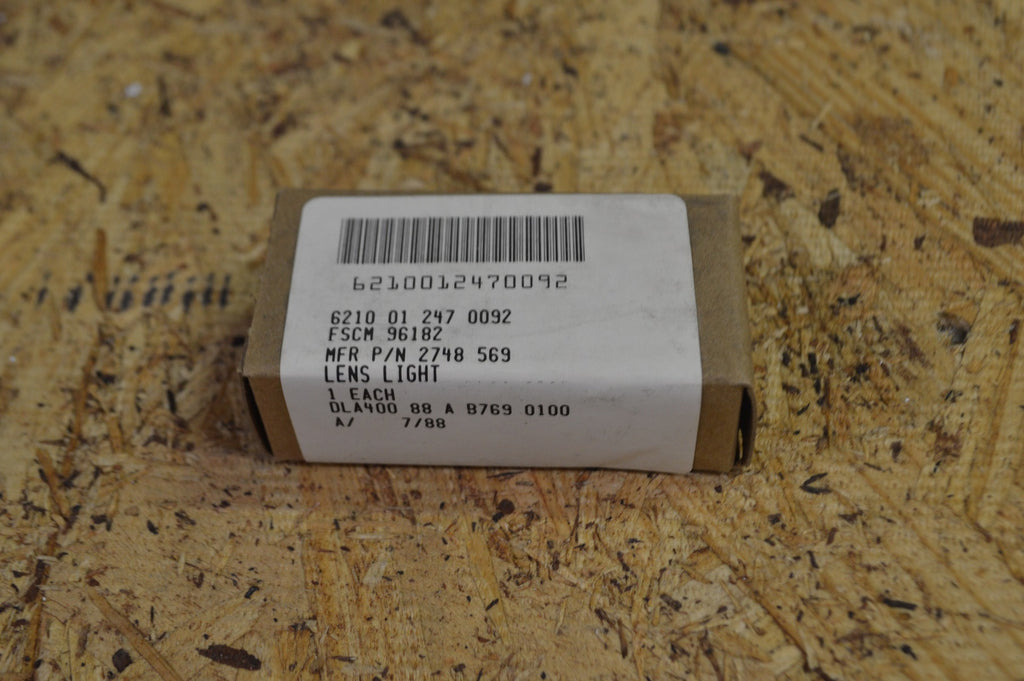 6210012470092
6210 01 247 0092
FSCM 96182
MFR P/N 2748 569
LENS LIGHT
1 EACH
DLA400 88 A B769 0100
A/ 7/88